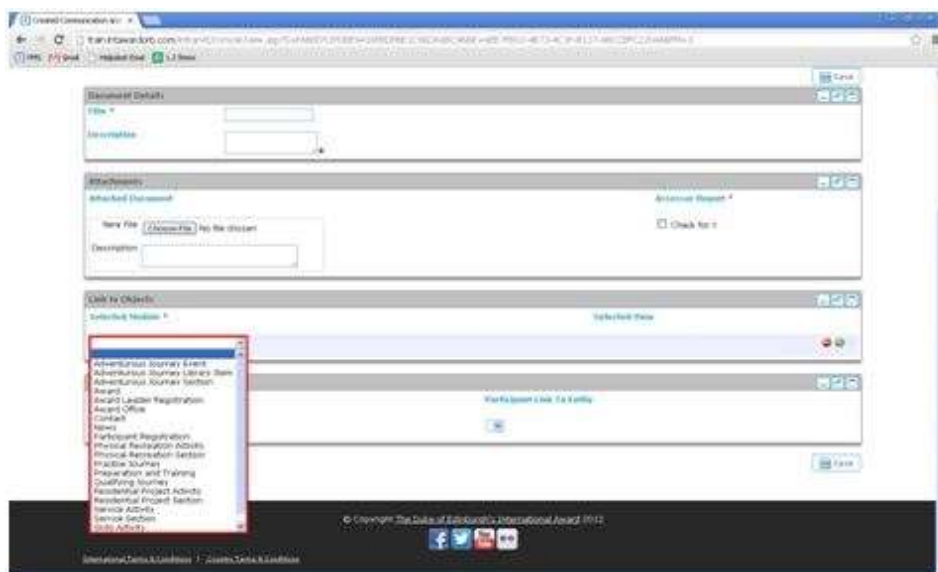 Save
Document Details
Title *
Description
Attachments
Attached Document
Assessor Report *
New File Choose File No file chosen
Check for Y
Description
Link to Objects
Selected Module *
Selected Item
Adventurous Journey Event
Adventurous Journey Library Item
Adventurous Journey Section
Award
Award Leader Registration
Award Office
Contact
News
Participant Registration
Physical Recreation Activity
Physical Recreation Section
Practice Journey
Preparation and Training
Qualifying Journey
Residential Project Activity
Residential Project Section
Service Activity
Service Section
Skills Activity
Participant Link To Entity
Save
© Copyright The Duke of Edinburgh's International Award 2012
International Terms & Conditions | Country Terms & Conditions